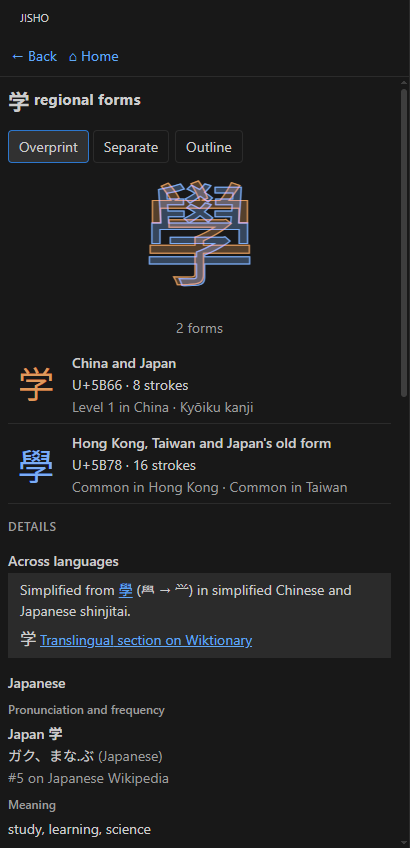 JISHO
← Back ⌂ Home
学 regional forms
Overprint Separate Outline
2 forms
学
China and Japan
U+5B66 · 8 strokes
Level 1 in China · Kyōiku kanji
學
Hong Kong, Taiwan and Japan's old form
U+5B78 · 16 strokes
Common in Hong Kong · Common in Taiwan
DETAILS
Across languages
Simplified from 學 (𦥯 → 𰃮) in simplified Chinese and
Japanese shinjitai.
学 Translingual section on Wiktionary
Japanese
Pronunciation and frequency
Japan 学
ガク、まな.ぶ (Japanese)
#5 on Japanese Wikipedia
Meaning
study, learning, science